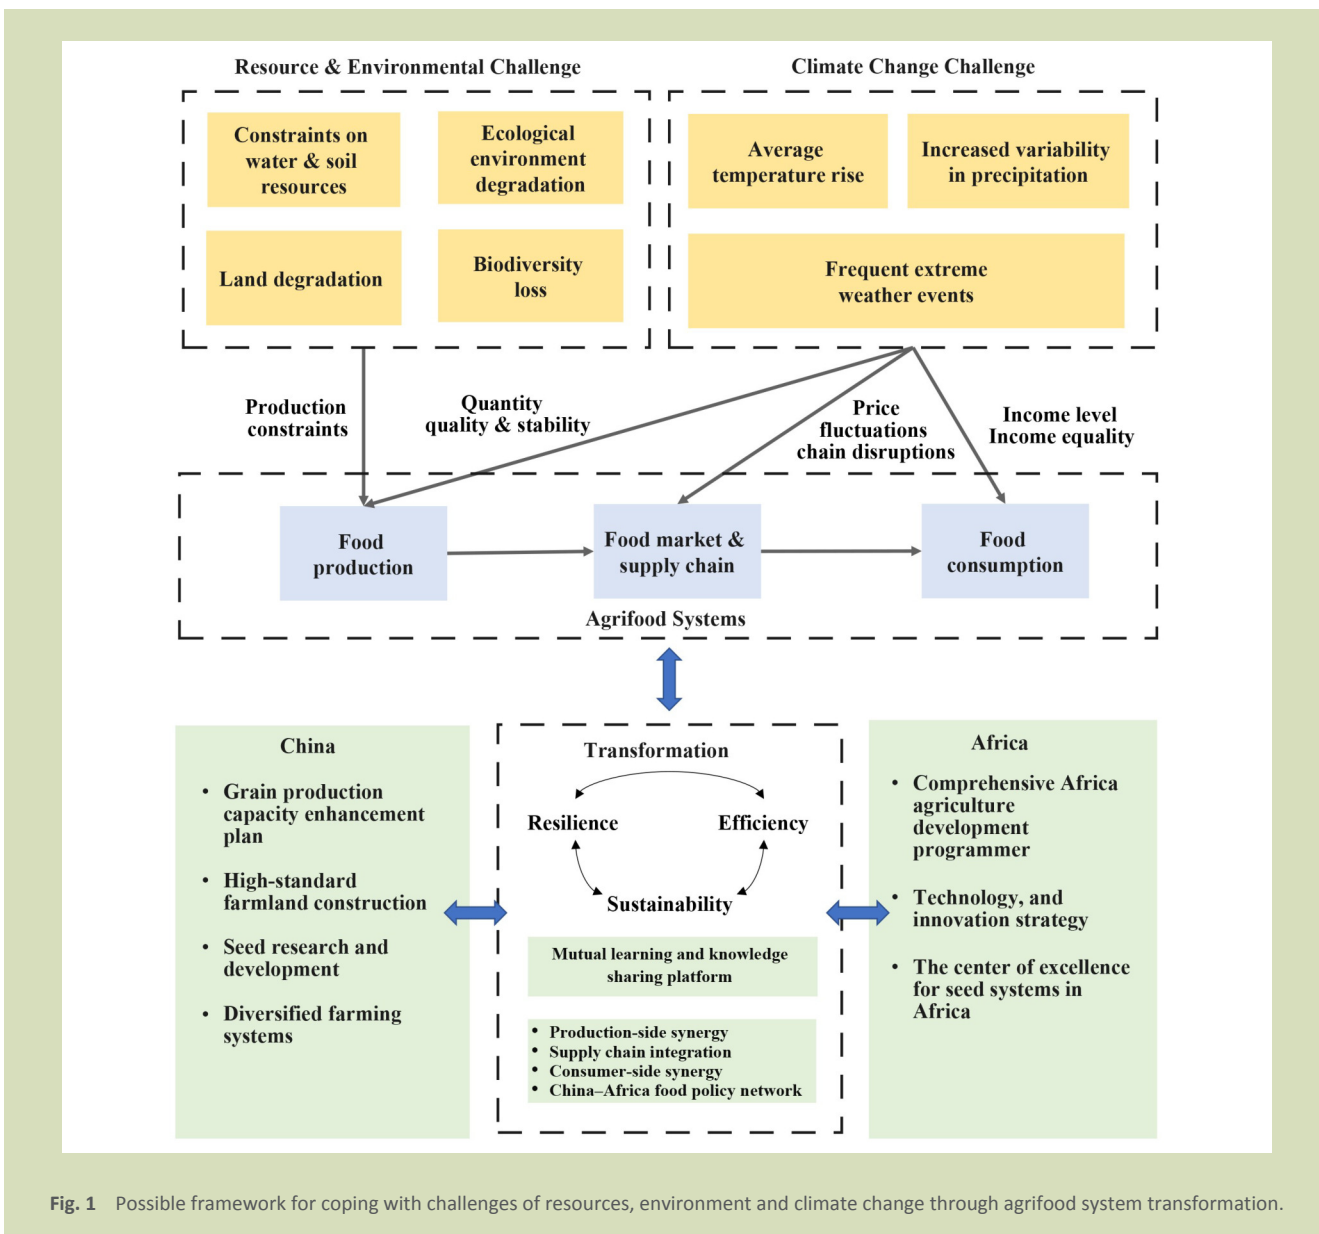 Resource & Environmental Challenge
Climate Change Challenge
Constraints on
water & soil
resources
Ecological
environment
degradation
Average
temperature rise
Increased variability
in precipitation
Land degradation
Biodiversity
loss
Frequent extreme
weather events
Production
constraints
Quantity
quality & stability
Price
fluctuations
chain disruptions
Income level
Income equality
Food
production
Food market &
supply chain
Food
consumption
Agrifood Systems
China
• Grain production
capacity enhancement
plan
• High-standard
farmland construction
• Seed research and
development
• Diversified farming
systems
Transformation
Resilience
Efficiency
Sustainability
Mutual learning and knowledge
sharing platform
• Production-side synergy
• Supply chain integration
• Consumer-side synergy
• China–Africa food policy network
Africa
• Comprehensive Africa
agriculture
development
programmer
• Technology, and
innovation strategy
• The center of excellence
for seed systems in
Africa
Fig. 1 Possible framework for coping with challenges of resources, environment and climate change through agrifood system transformation.